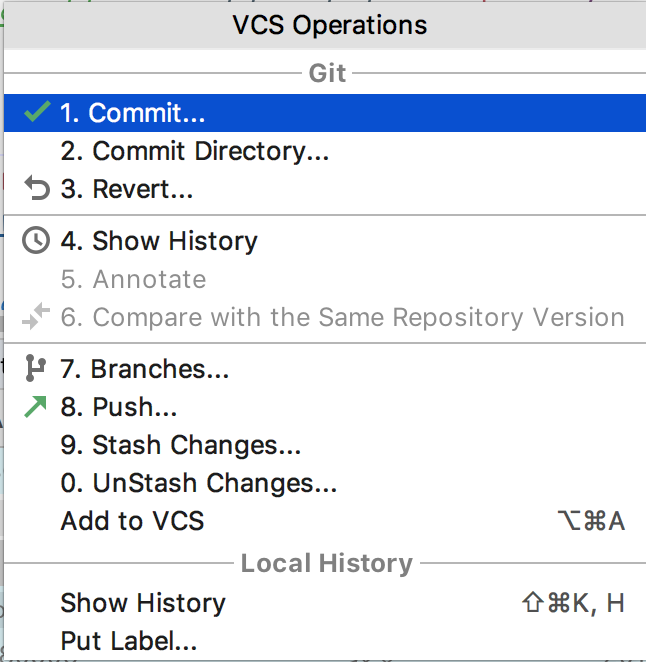 VCS Operations
Git
1. Commit...
2. Commit Directory...
3. Revert...
4. Show History
5. Annotate
6. Compare with the Same Repository Version
7. Branches...
8. Push...
9. Stash Changes...
0. UnStash Changes...
Add to VCS ⌥⌘A
Local History
Show History ⇧⌘K, H
Put Label...